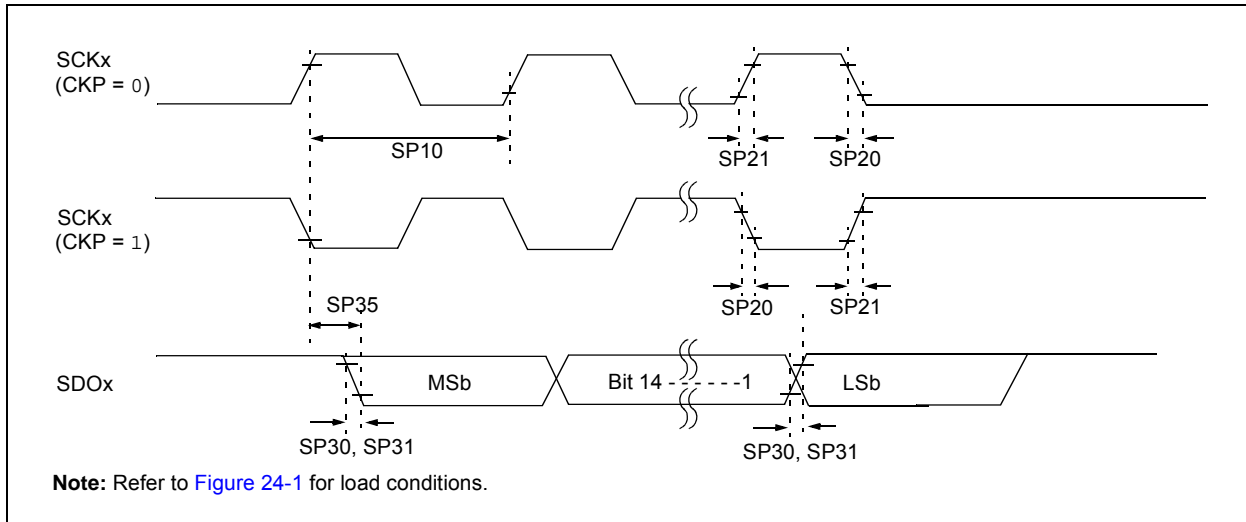 SCKx
(CKP = 0)
SP10
SP21
SP20
SCKx
(CKP = 1)
SP35
SP20
SP21
SDOx
MSb
Bit 14 - - - - - -1
LSb
SP30, SP31
SP30, SP31
Note: Refer to Figure 24-1 for load conditions.